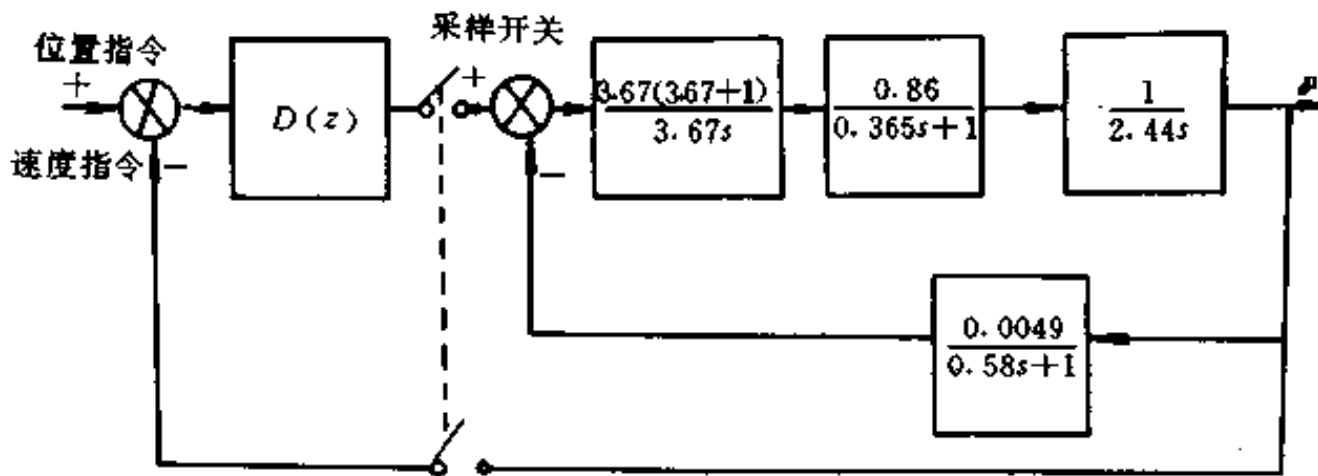 采样开关
位置指令
+
D(z)
+
3.67(3.67+1)
3.67s
0.86
0.365s+1
1
2.44s
速度指令
−
−
0.0049
0.58s+1